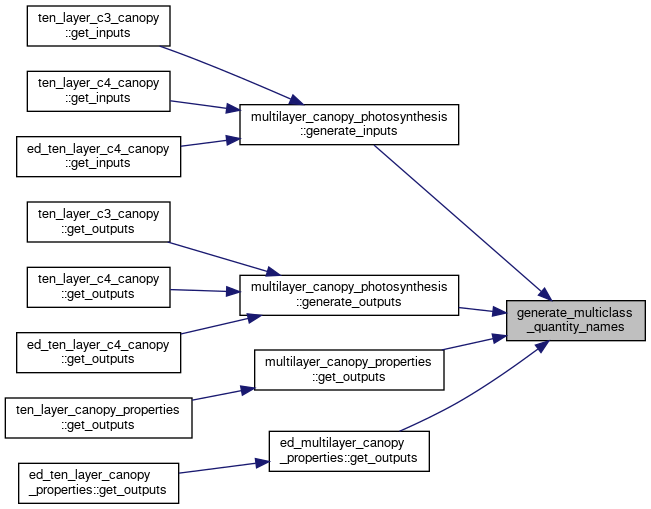 ten_layer_c3_canopy
::get_inputs
ten_layer_c4_canopy
::get_inputs
ed_ten_layer_c4_canopy
::get_inputs
multilayer_canopy_photosynthesis
::generate_inputs
ten_layer_c3_canopy
::get_outputs
ten_layer_c4_canopy
::get_outputs
ed_ten_layer_c4_canopy
::get_outputs
multilayer_canopy_photosynthesis
::generate_outputs
generate_multiclass
_quantity_names
multilayer_canopy_properties
::get_outputs
ten_layer_canopy_properties
::get_outputs
ed_multilayer_canopy
_properties::get_outputs
ed_ten_layer_canopy
_properties::get_outputs